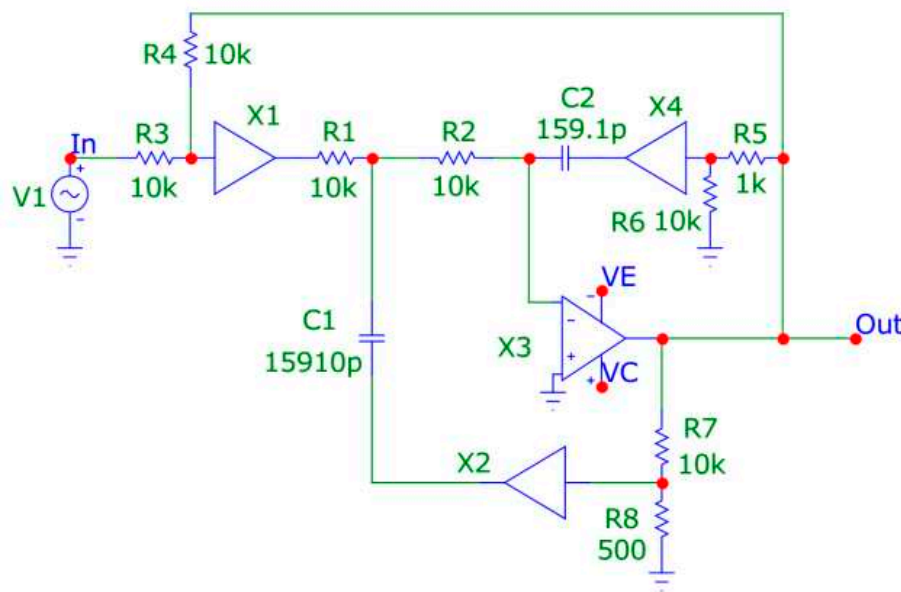 R4
10k
In
R3
X1
R1
R2
C2
159.1p
X4
R5
V1
+
-
10k
10k
10k
1k
R6
10k
C1
15910p
X3
-
+
VE
-
VC
+
Out
X2
R7
10k
R8
500